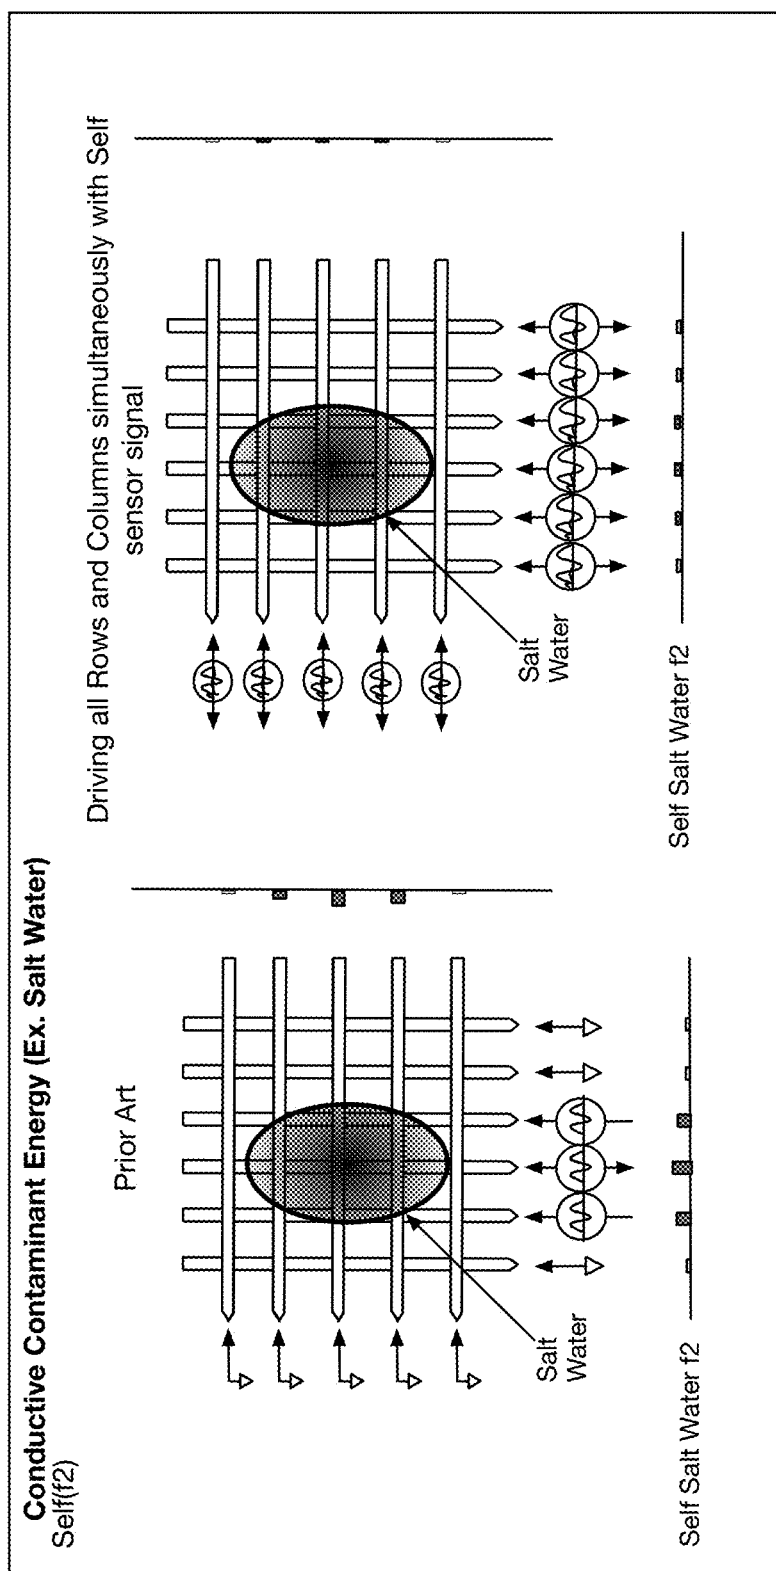 Conductive Contaminant Energy (Ex. Salt Water)
Self(f2)
Prior Art
Salt
Water
Self Salt Water f2
Driving all Rows and Columns simultaneously with Self
sensor signal
Salt
Water
Self Salt Water f2